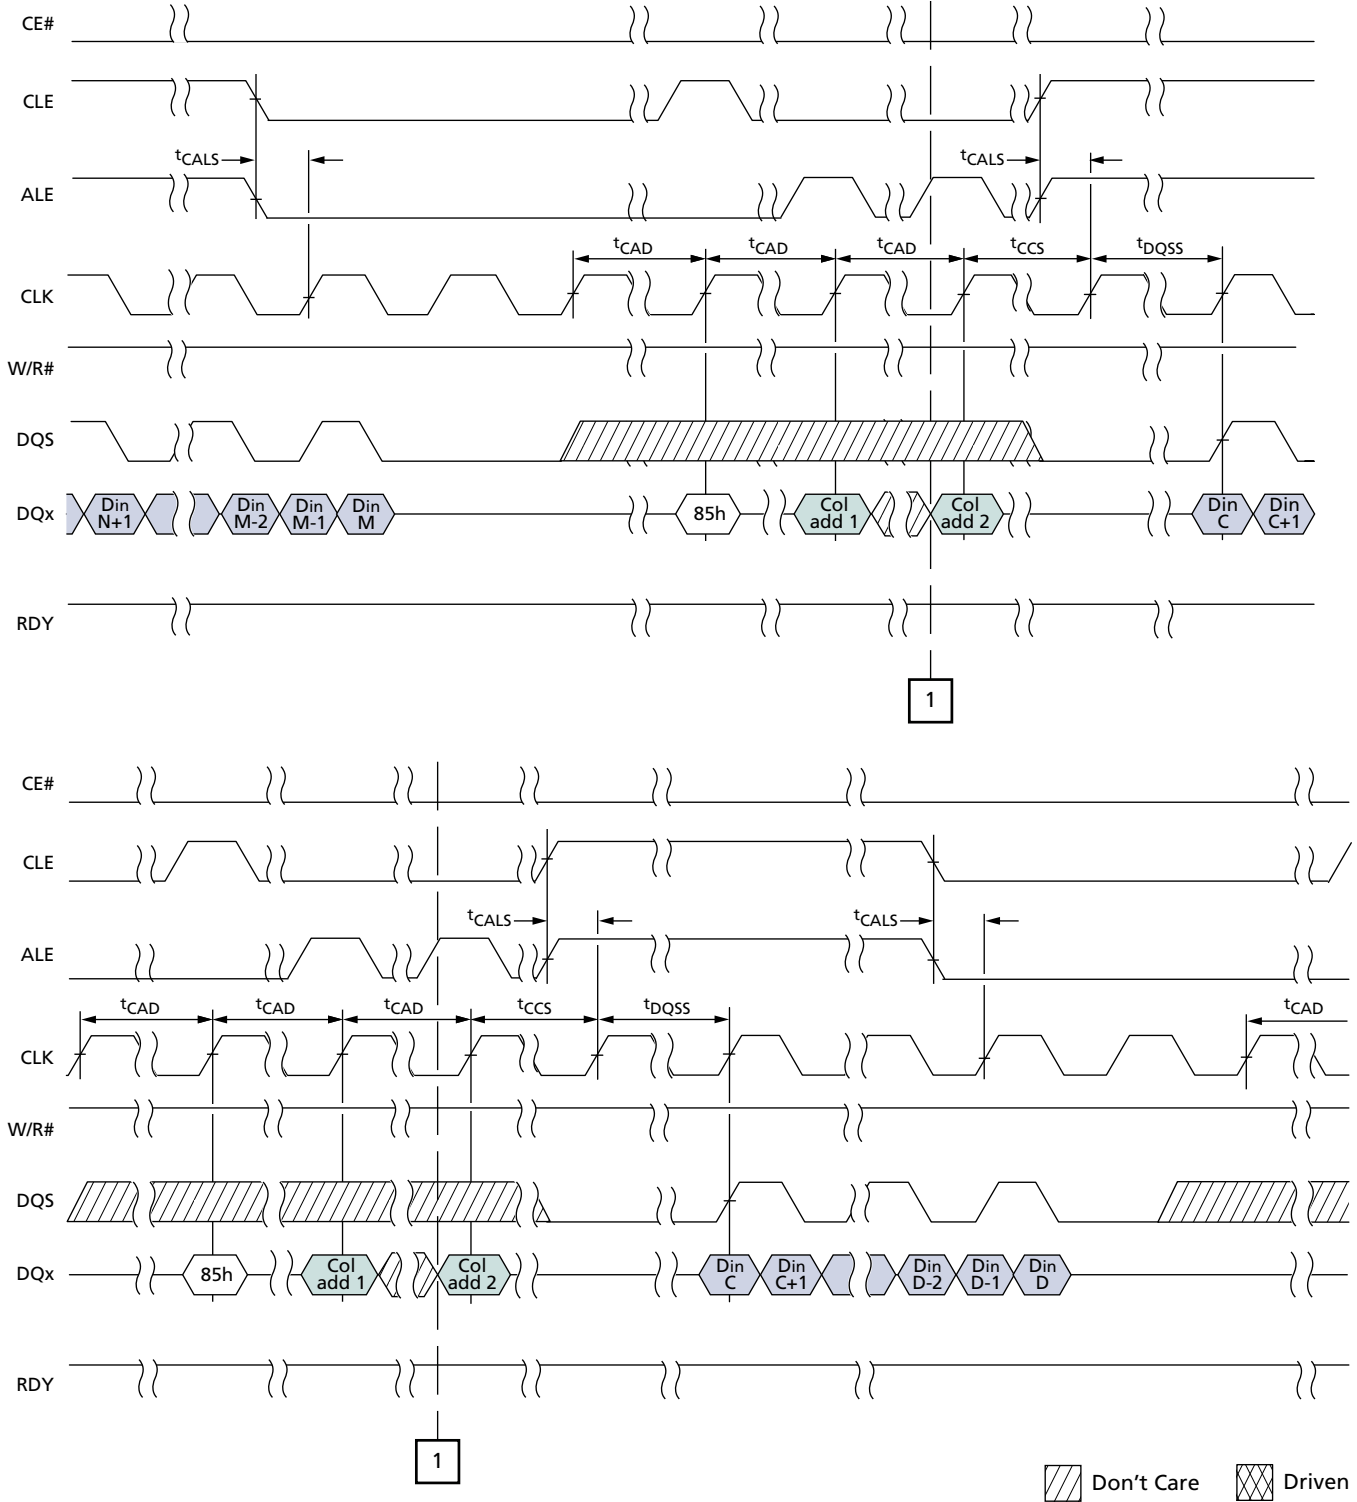 CE#
CLE
tCALS
tCALS
ALE
tCAD
tCAD
tCAD
tCCS
tDQSS
CLK
W/R#
DQS
DQx
Din N+1
Din M-2
Din M-1
Din M
85h
Col add 1
Col add 2
Din C
Din C+1
RDY
1
CE#
CLE
tCALS
tCALS
ALE
tCAD
tCAD
tCAD
tCCS
tDQSS
tCAD
CLK
W/R#
DQS
DQx
85h
Col add 1
Col add 2
Din C
Din C+1
Din D-2
Din D-1
Din D
RDY
1
Don't Care
Driven